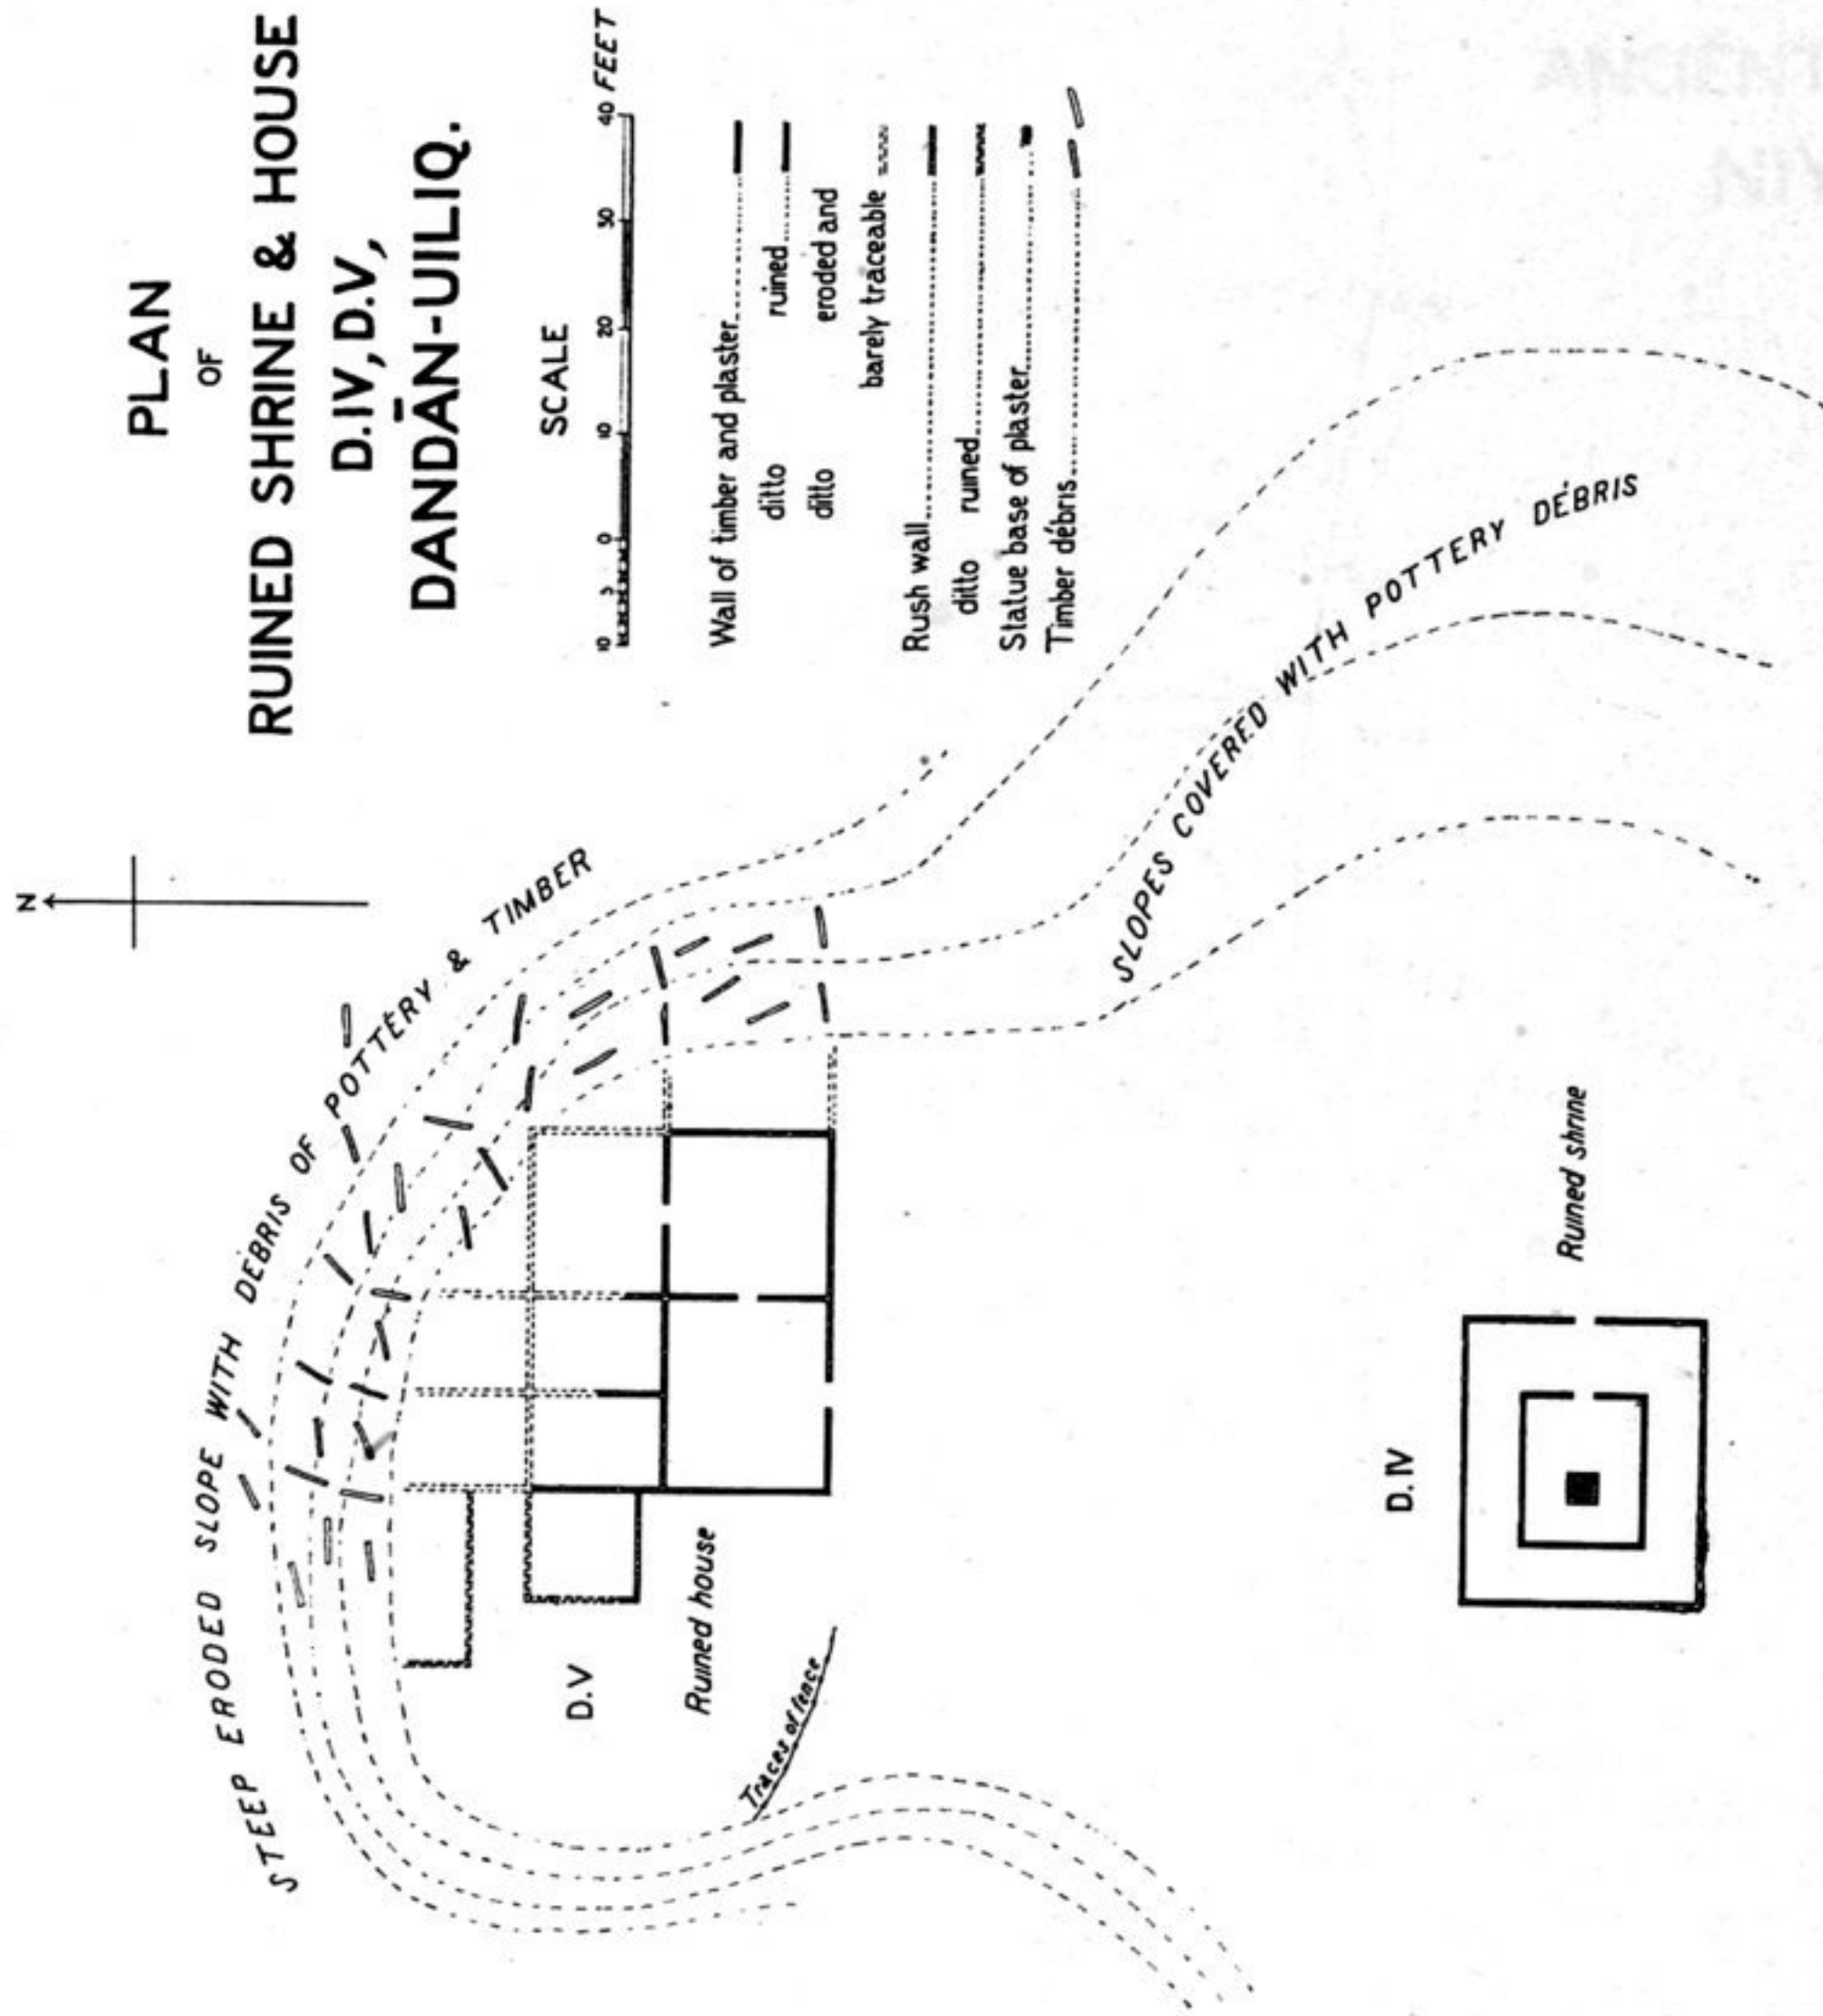 PLAN
OF
RUINED SHRINE & HOUSE
D.IV, D.V,
DANDĀN-UILIQ.
SCALE
10 5 0 10 20 30 40 FEET
Wall of timber and plaster
ditto ruined
ditto eroded and
barely traceable
Rush wall
ditto ruined
Statue base of plaster
Timber débris
N
STEEP ERODED SLOPE WITH DÉBRIS OF POTTERY & TIMBER
SLOPES COVERED WITH POTTERY DÉBRIS
D.V
Ruined house
Traces of fence
D.IV
Ruined shrine